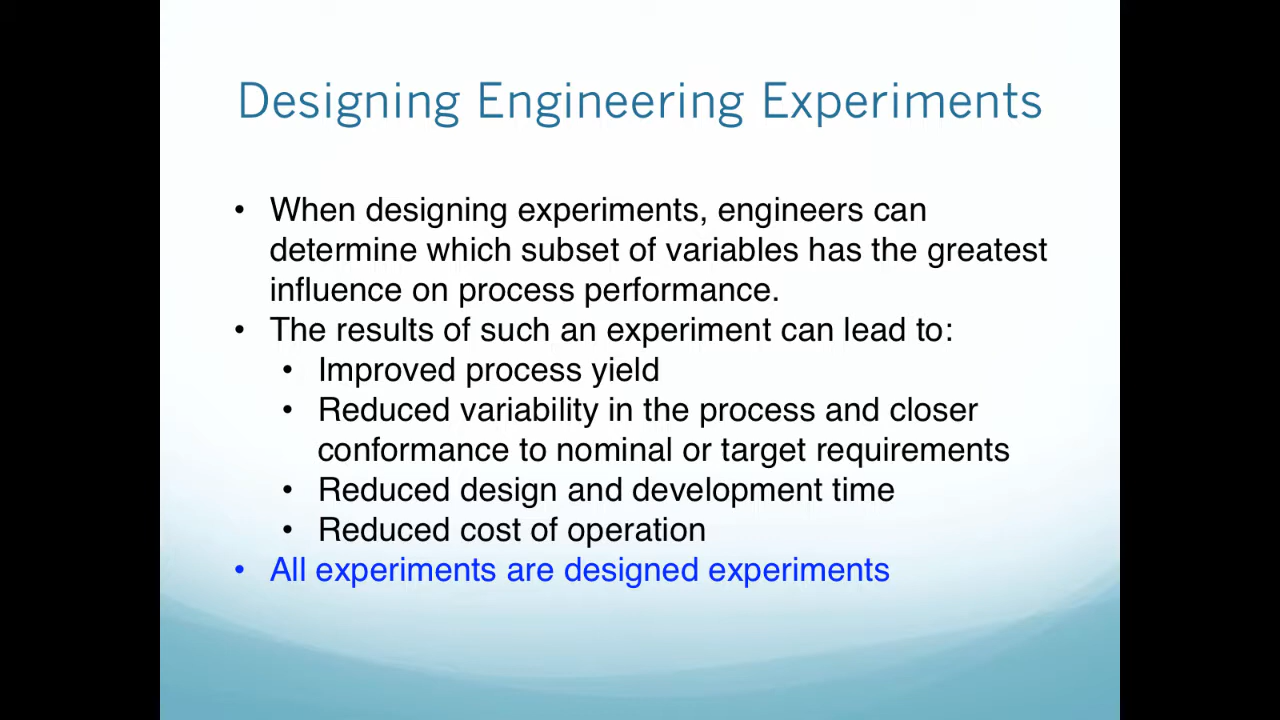 Designing Engineering Experiments
• When designing experiments, engineers can
determine which subset of variables has the greatest
influence on process performance.
• The results of such an experiment can lead to:
• Improved process yield
• Reduced variability in the process and closer
conformance to nominal or target requirements
• Reduced design and development time
• Reduced cost of operation
• All experiments are designed experiments